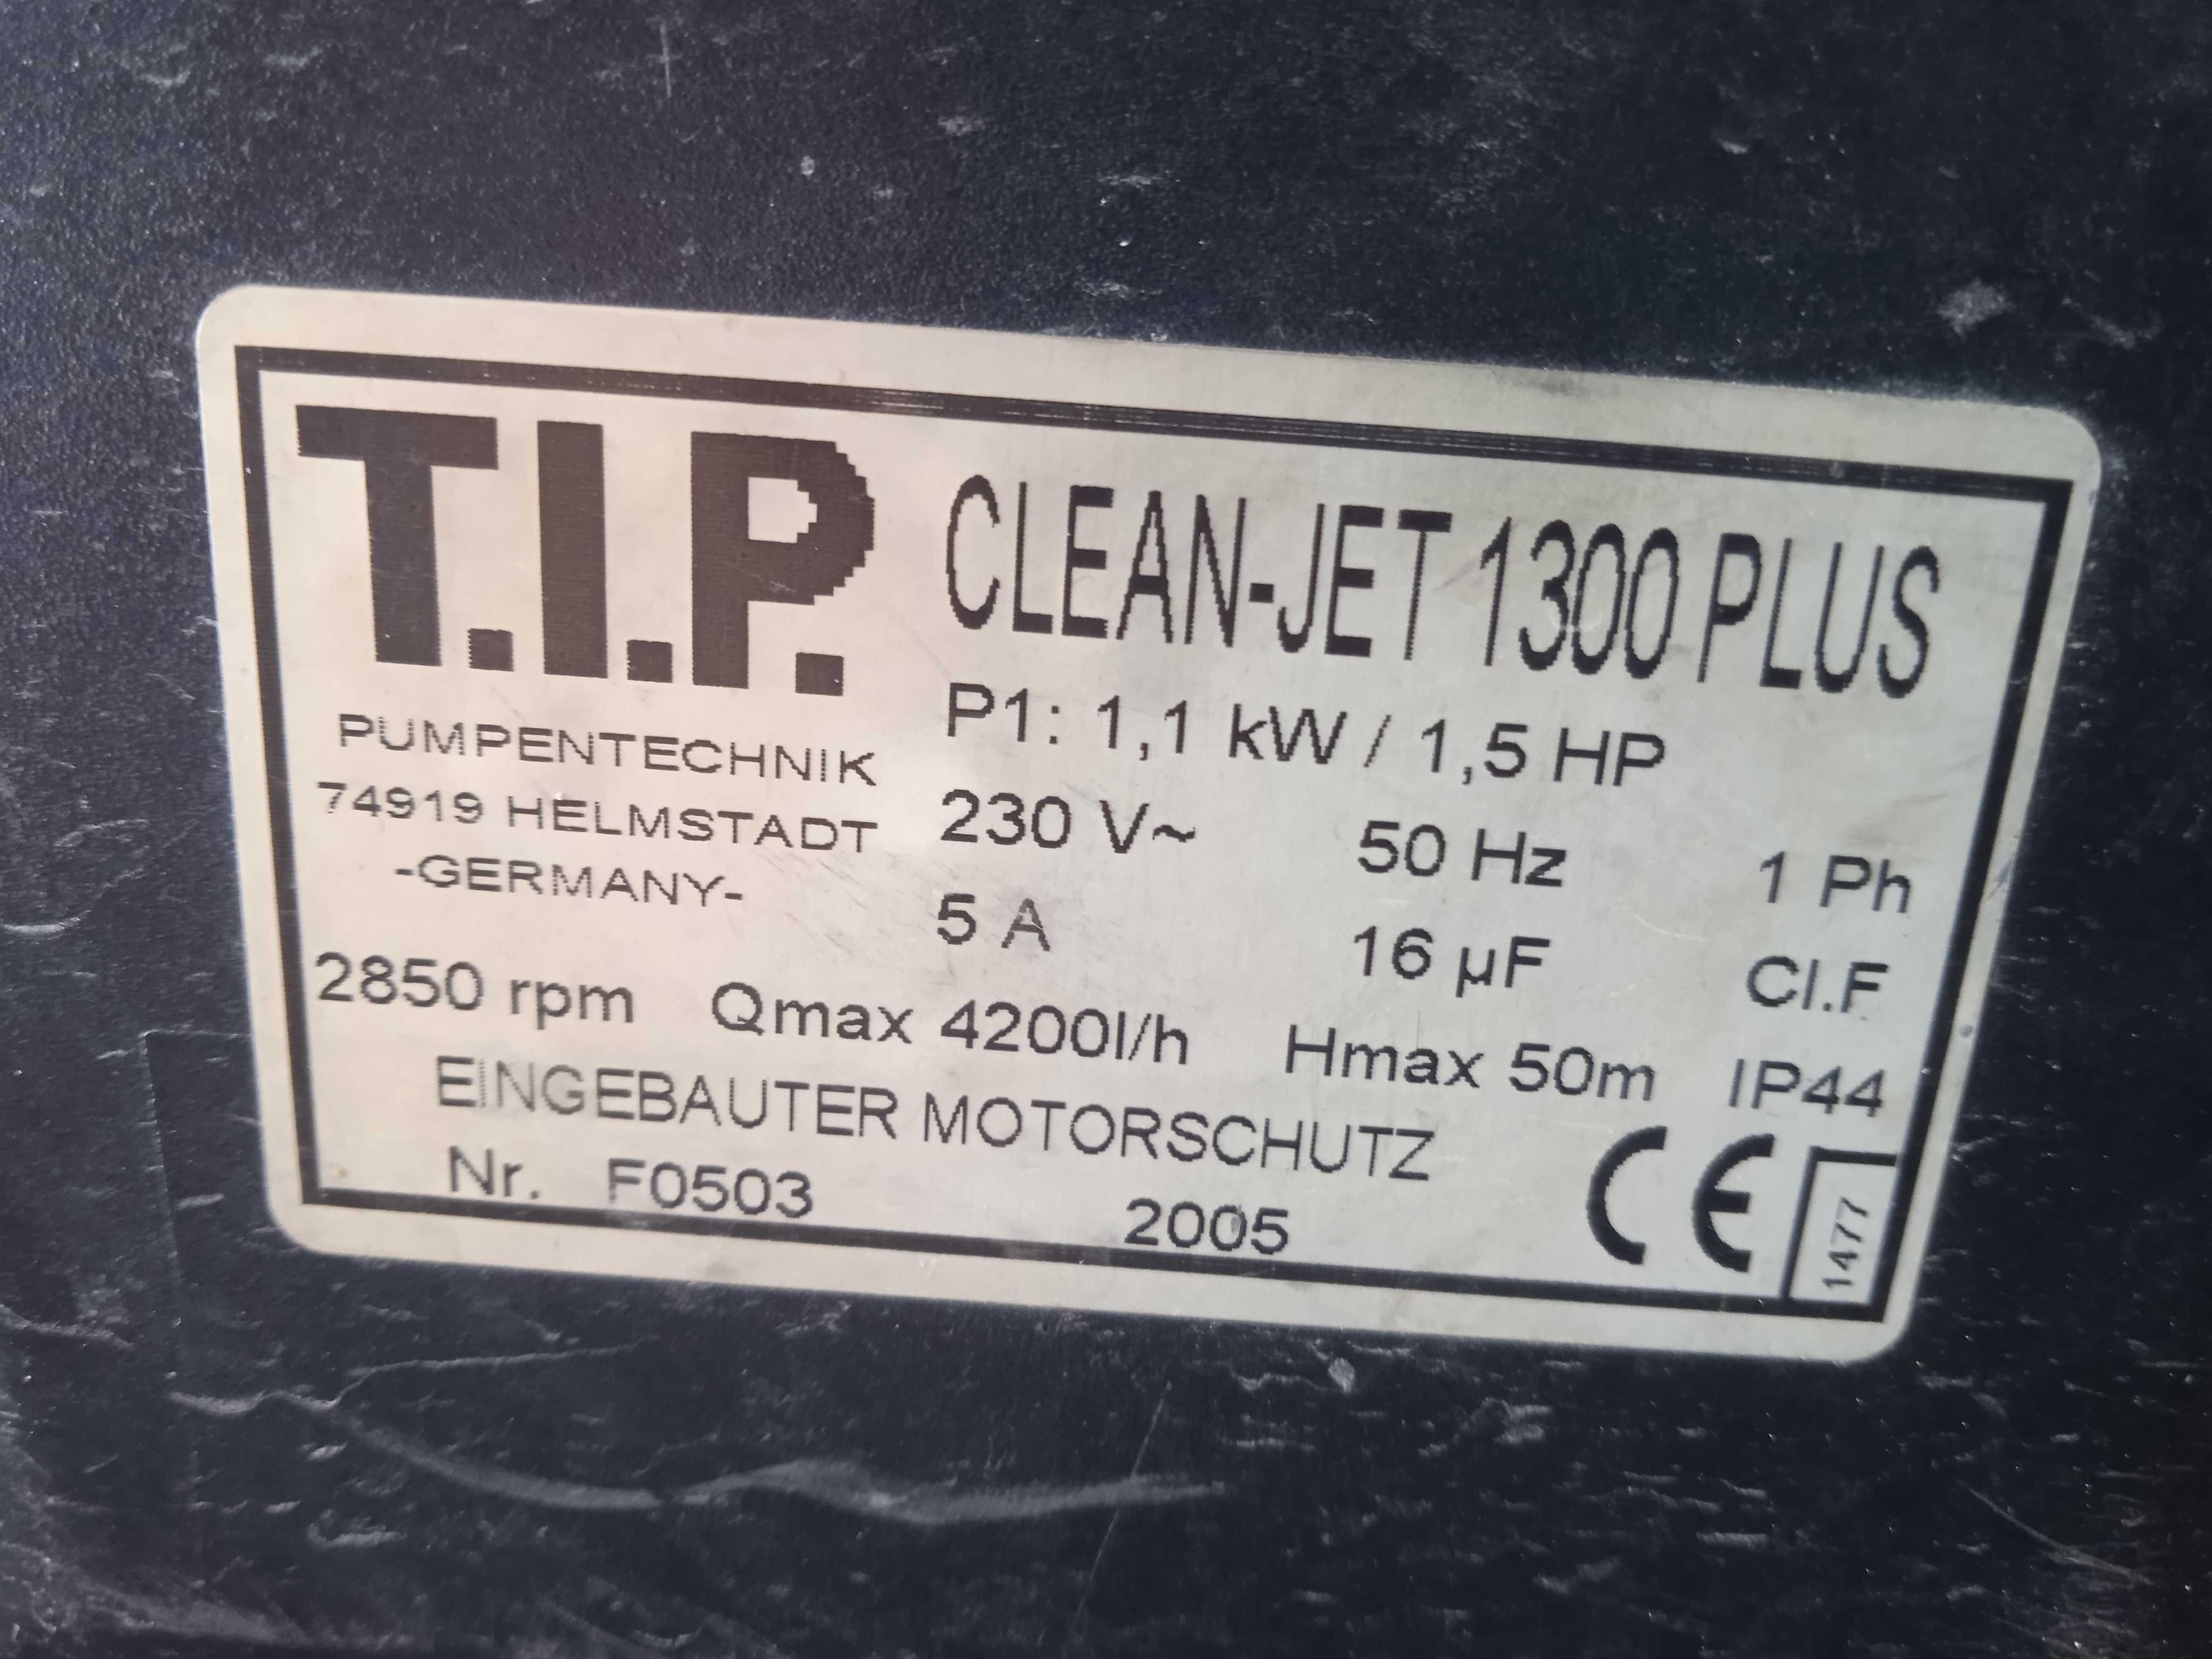 T.I.P. CLEAN-JET 1300 PLUS
PUMPENTECHNIK
74919 HELMSTADT
-GERMANY-
P1: 1,1 kW / 1,5 HP
230 V~ 50 Hz 1 Ph
5 A 16 µF Cl.F
2850 rpm Qmax 4200l/h Hmax 50m IP44
EINGEBAUTER MOTORSCHUTZ
Nr. F0503 2005 CE 1477